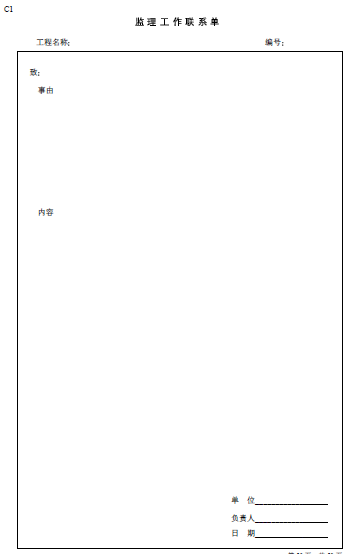 C1
监理工作联系单
工程名称： 编号：
致：
事由
内容
单 位
负责人
日 期